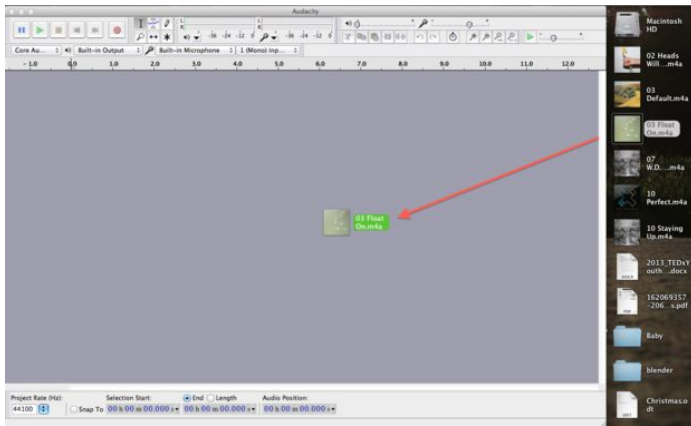 Audacity
Core Au...
Built-in Output
Built-in Microphone
1 (Mono) Inp...
- 1.0 0.0 1.0 2.0 3.0 4.0 5.0 6.0 7.0 8.0 9.0 10.0 11.0 12.0
03 Float
On.m4a
Project Rate (Hz):
Selection Start:
End
Length
Audio Position:
44100
Snap To
00 h 00 m 00.000 s
00 h 00 m 00.000 s
00 h 00 m 00.000 s
Macintosh
HD
02 Heads
Will...m4a
03
Default.m4a
03 Float
On.m4a
07
W.D....m4a
10
Perfect.m4a
10 Staying
Up.m4a
2013_TEDxY
outh ...docx
162069357
-206...s.pdf
Baby
blender
Christmas.o
dt